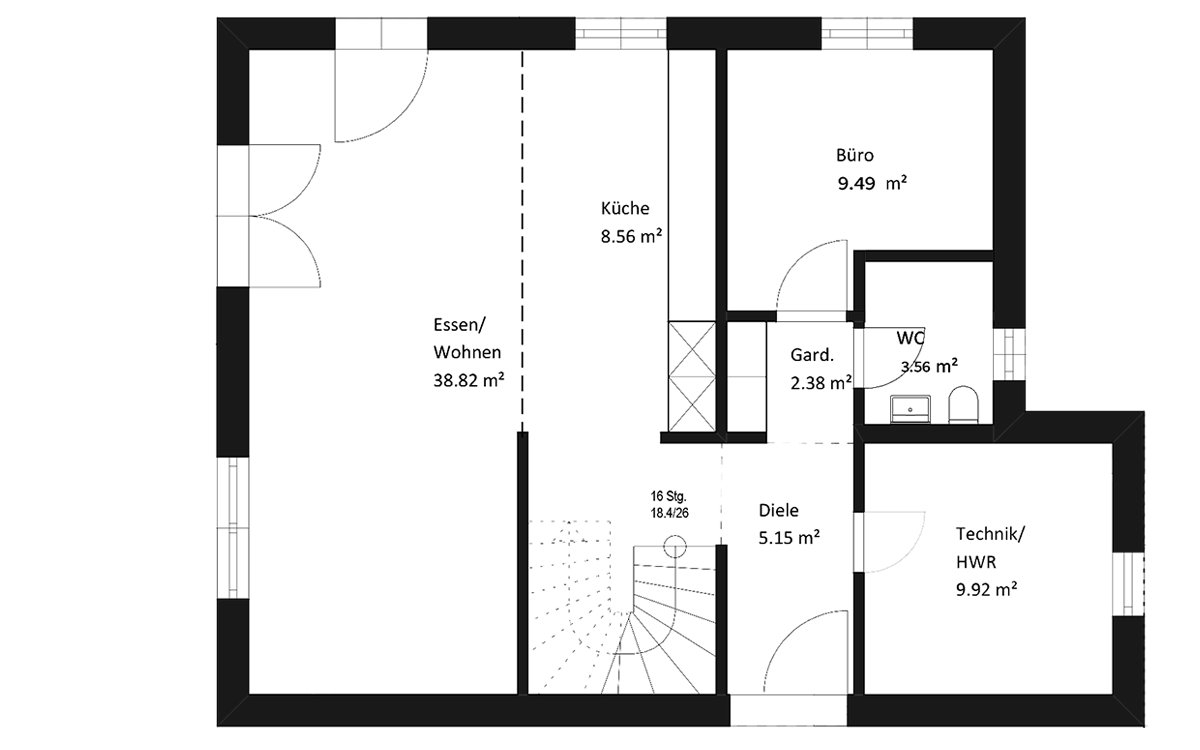 Büro
9.49 m²
Küche
8.56 m²
Essen/
Wohnen
38.82 m²
Gard.
2.38 m²
WC
3.56 m²
16 Stg.
18.4/26
Diele
5.15 m²
Technik/
HWR
9.92 m²